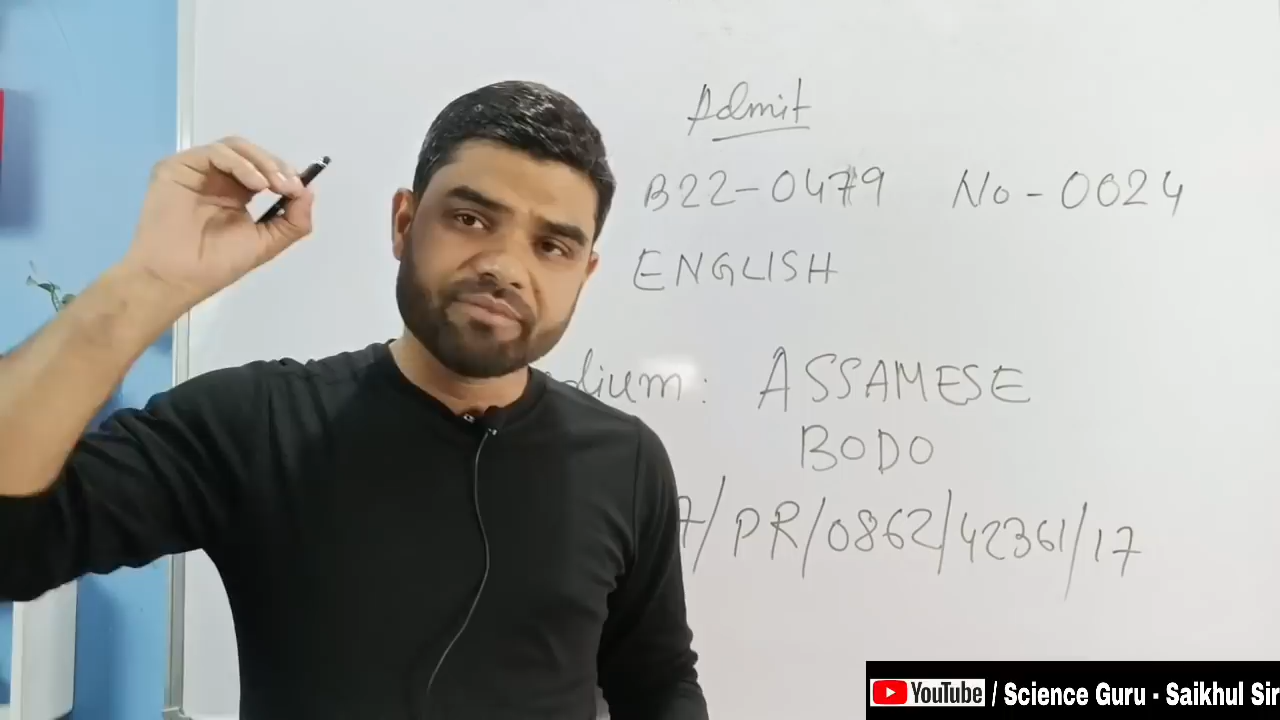 Admit
B22-0479 No-0024
ENGLISH
dium: ASSAMESE
BODO
A/PR/0862/42361/17
YouTube / Science Guru - Saikhul Sir